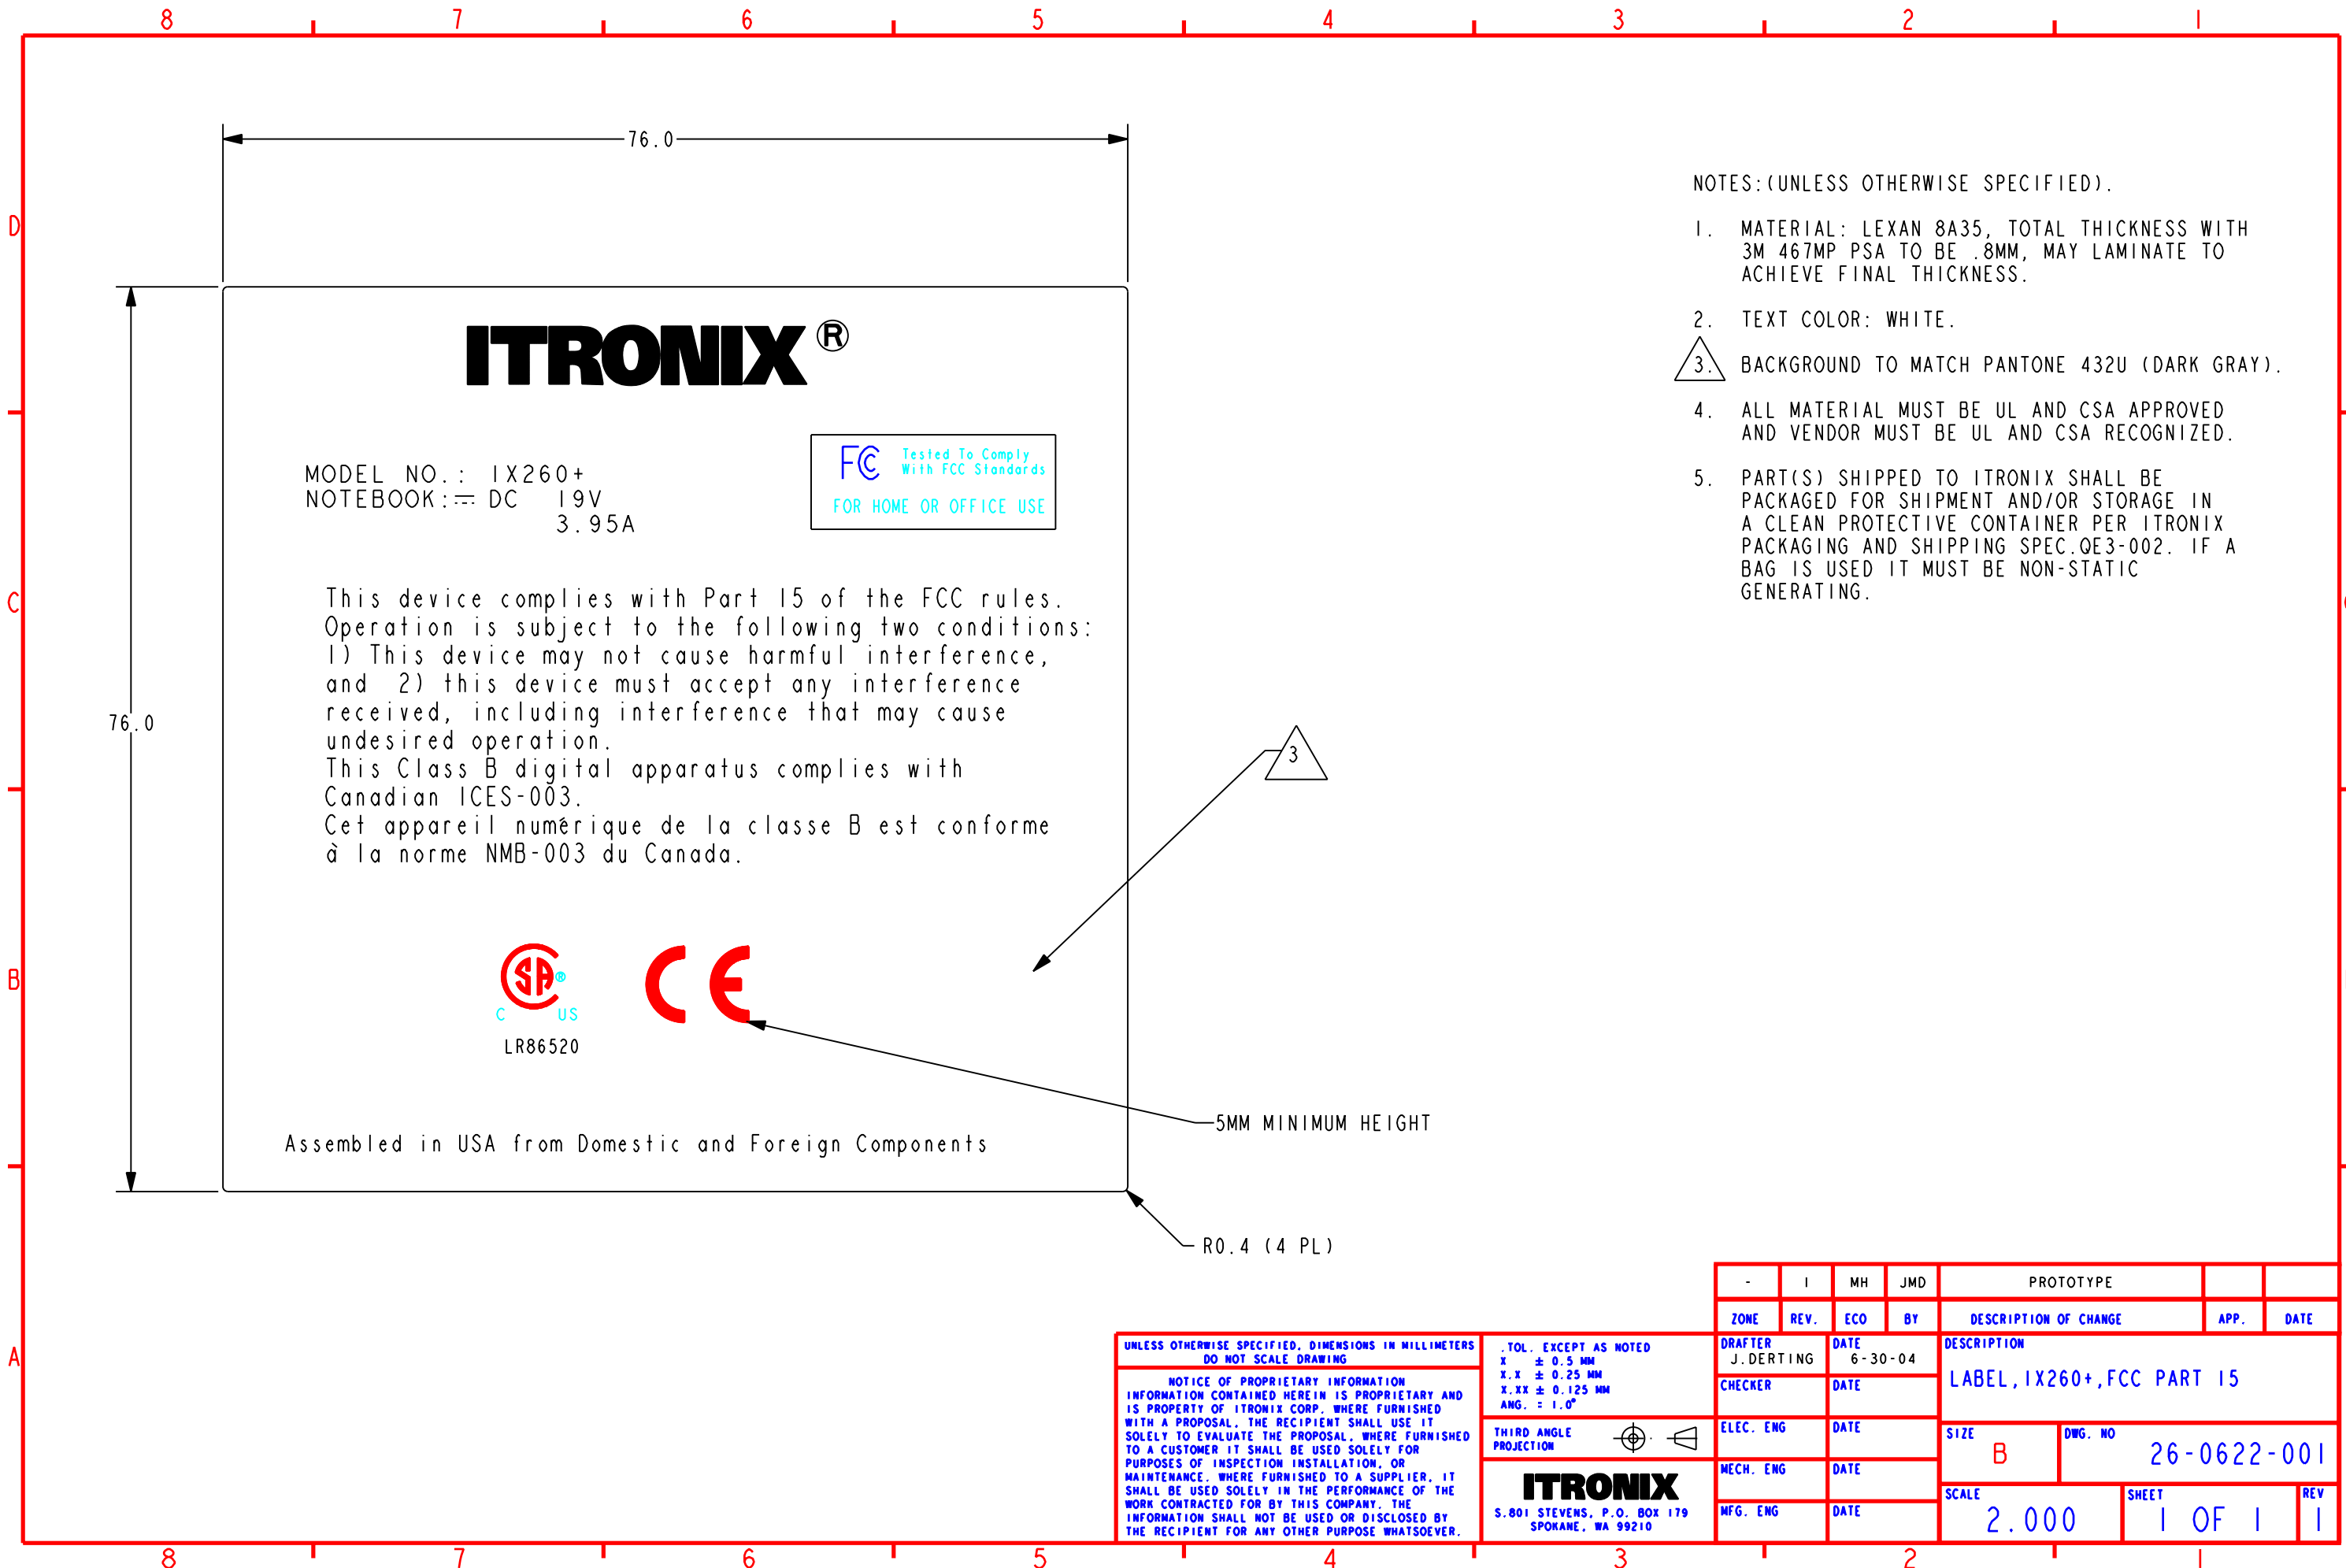 8 7 6 5 4 3 2 1
76.0
D
C
B
A
76.0
ITRONIX®
MODEL NO.: IX260+
NOTEBOOK: DC 19V
3.95A
FCC Tested To Comply
With FCC Standards
FOR HOME OR OFFICE USE
This device complies with Part 15 of the FCC rules.
Operation is subject to the following two conditions:
1) This device may not cause harmful interference,
and 2) this device must accept any interference
received, including interference that may cause
undesired operation.
This Class B digital apparatus complies with
Canadian ICES-003.
Cet appareil numérique de la classe B est conforme
à la norme NMB-003 du Canada.
SA®
C US
LR86520
CE
Assembled in USA from Domestic and Foreign Components
3
5MM MINIMUM HEIGHT
R0.4 (4 PL)
NOTES:(UNLESS OTHERWISE SPECIFIED).
1. MATERIAL: LEXAN 8A35, TOTAL THICKNESS WITH
3M 467MP PSA TO BE .8MM, MAY LAMINATE TO
ACHIEVE FINAL THICKNESS.
2. TEXT COLOR: WHITE.
3. BACKGROUND TO MATCH PANTONE 432U (DARK GRAY).
4. ALL MATERIAL MUST BE UL AND CSA APPROVED
AND VENDOR MUST BE UL AND CSA RECOGNIZED.
5. PART(S) SHIPPED TO ITRONIX SHALL BE
PACKAGED FOR SHIPMENT AND/OR STORAGE IN
A CLEAN PROTECTIVE CONTAINER PER ITRONIX
PACKAGING AND SHIPPING SPEC.QE3-002. IF A
BAG IS USED IT MUST BE NON-STATIC
GENERATING.
- 1 MH JMD PROTOTYPE
ZONE REV. ECO BY DESCRIPTION OF CHANGE APP. DATE
UNLESS OTHERWISE SPECIFIED, DIMENSIONS IN MILLIMETERS
DO NOT SCALE DRAWING
NOTICE OF PROPRIETARY INFORMATION
INFORMATION CONTAINED HEREIN IS PROPRIETARY AND
IS PROPERTY OF ITRONIX CORP. WHERE FURNISHED
WITH A PROPOSAL, THE RECIPIENT SHALL USE IT
SOLELY TO EVALUATE THE PROPOSAL. WHERE FURNISHED
TO A CUSTOMER IT SHALL BE USED SOLELY FOR
PURPOSES OF INSPECTION INSTALLATION, OR
MAINTENANCE. WHERE FURNISHED TO A SUPPLIER, IT
SHALL BE USED SOLELY IN THE PERFORMANCE OF THE
WORK CONTRACTED FOR BY THIS COMPANY. THE
INFORMATION SHALL NOT BE USED OR DISCLOSED BY
THE RECIPIENT FOR ANY OTHER PURPOSE WHATSOEVER.
.TOL. EXCEPT AS NOTED
X ± 0.5 MM
X.X ± 0.25 MM
X.XX ± 0.125 MM
ANG. = 1.0°
THIRD ANGLE
PROJECTION
ITRONIX
S.801 STEVENS, P.O. BOX 179
SPOKANE, WA 99210
DRAFTER DATE
J.DERTING 6-30-04
CHECKER DATE
ELEC. ENG DATE
MECH. ENG DATE
MFG. ENG DATE
DESCRIPTION
LABEL,IX260+,FCC PART 15
SIZE DWG. NO
B 26-0622-001
SCALE SHEET REV
2.000 1 OF 1 1
8 7 6 5 4 3 2 1